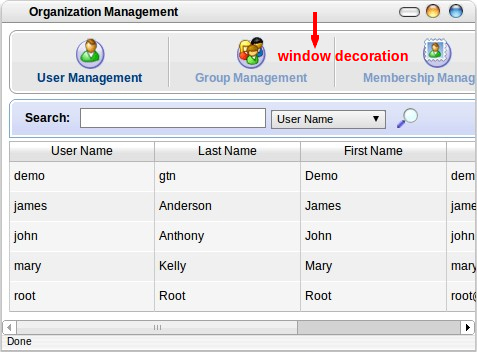 Organization Management
window decoration
User Management Group Management Membership Manag
Search: User Name
User Name Last Name First Name
demo gtn Demo dem
james Anderson James jame
john Anthony John john
mary Kelly Mary mary
root Root Root root@
Done